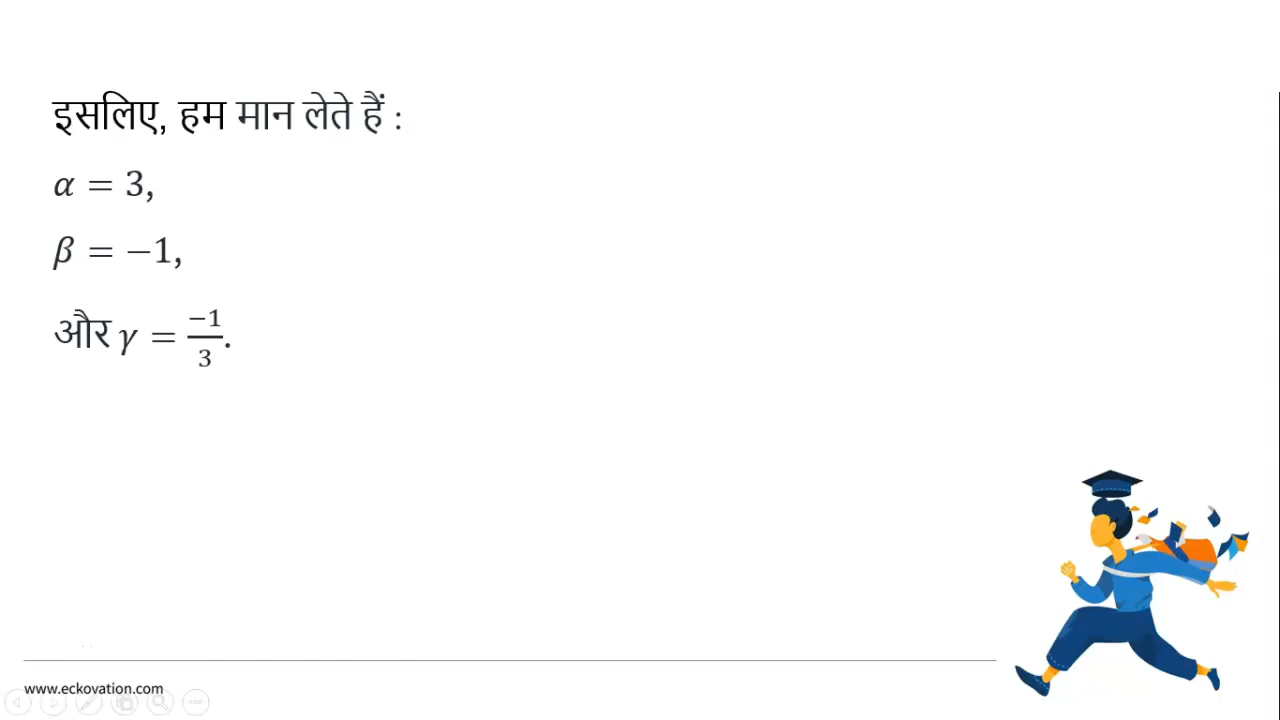 इसलिए, हम मान लेते हैं :
α = 3,
β = −1,
और γ = −1/3.
www.eckovation.com